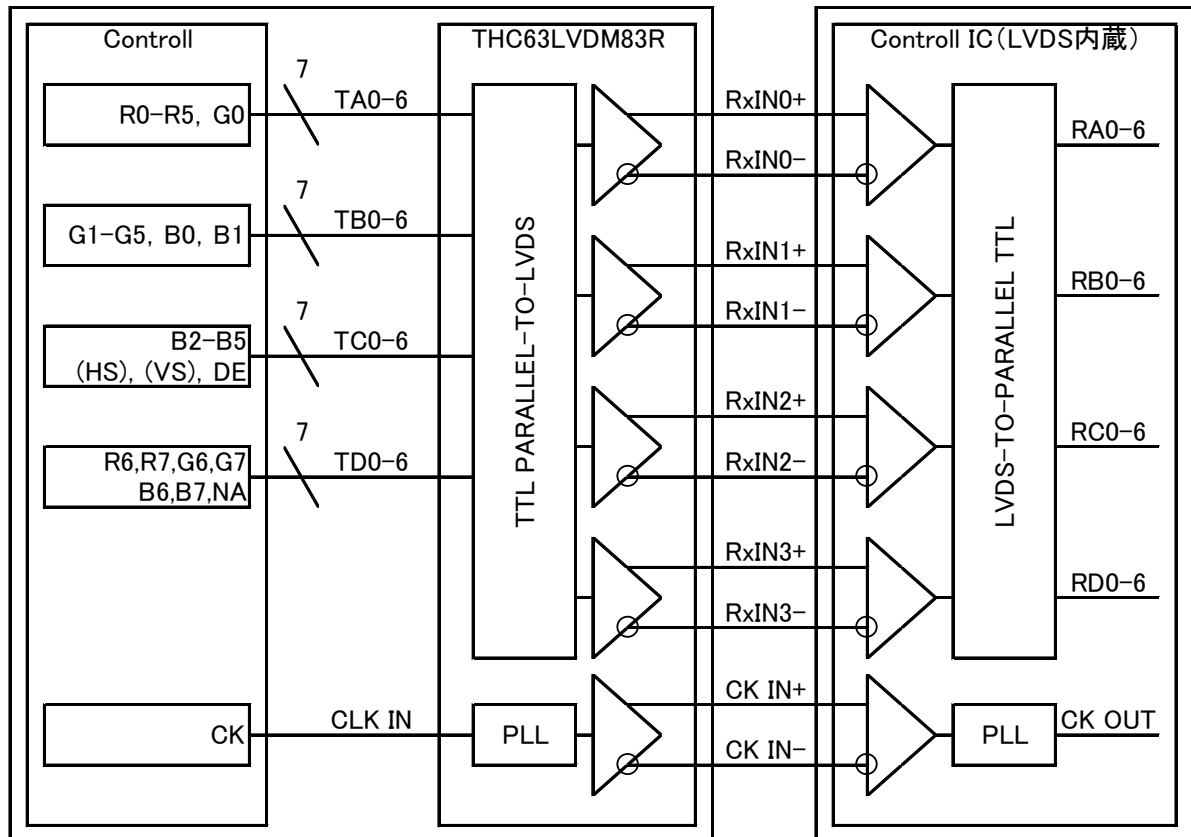 Controll
THC63LVDM83R
Controll IC(LVDS内蔵)
R0-R5, G0
7
TA0-6
G1-G5, B0, B1
7
TB0-6
B2-B5
(HS), (VS), DE
7
TC0-6
R6,R7,G6,G7
B6,B7,NA
7
TD0-6
CK
CLK IN
TTL PARALLEL-TO-LVDS
PLL
RxIN0+
RxIN0-
RxIN1+
RxIN1-
RxIN2+
RxIN2-
RxIN3+
RxIN3-
CK IN+
CK IN-
LVDS-TO-PARALLEL TTL
PLL
RA0-6
RB0-6
RC0-6
RD0-6
CK OUT